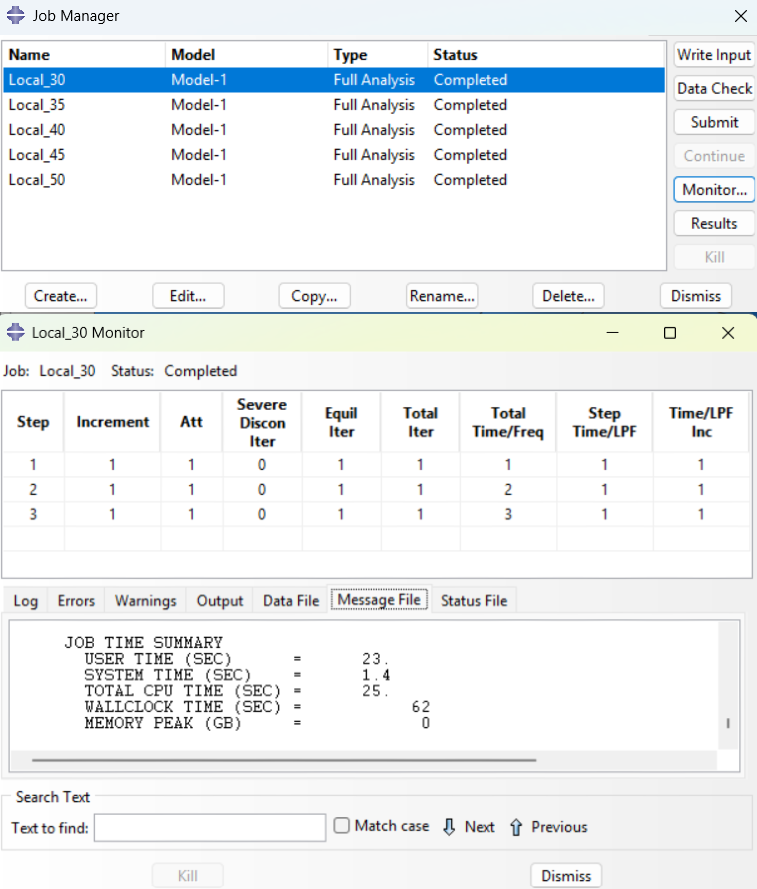 Job Manager
Name Model Type Status
Local_30 Model-1 Full Analysis Completed
Local_35 Model-1 Full Analysis Completed
Local_40 Model-1 Full Analysis Completed
Local_45 Model-1 Full Analysis Completed
Local_50 Model-1 Full Analysis Completed
Write Input
Data Check
Submit
Continue
Monitor...
Results
Kill
Create... Edit... Copy... Rename... Delete... Dismiss
Local_30 Monitor
Job: Local_30 Status: Completed
Step Increment Att Severe Discon Iter Equil Iter Total Iter Total Time/Freq Step Time/LPF Time/LPF Inc
1 1 1 0 1 1 1 1 1
2 1 1 0 1 1 2 1 1
3 1 1 0 1 1 3 1 1
Log Errors Warnings Output Data File Message File Status File
JOB TIME SUMMARY
USER TIME (SEC) = 23.
SYSTEM TIME (SEC) = 1.4
TOTAL CPU TIME (SEC) = 25.
WALLCLOCK TIME (SEC) = 62
MEMORY PEAK (GB) = 0
Search Text
Text to find: Match case Next Previous
Kill Dismiss